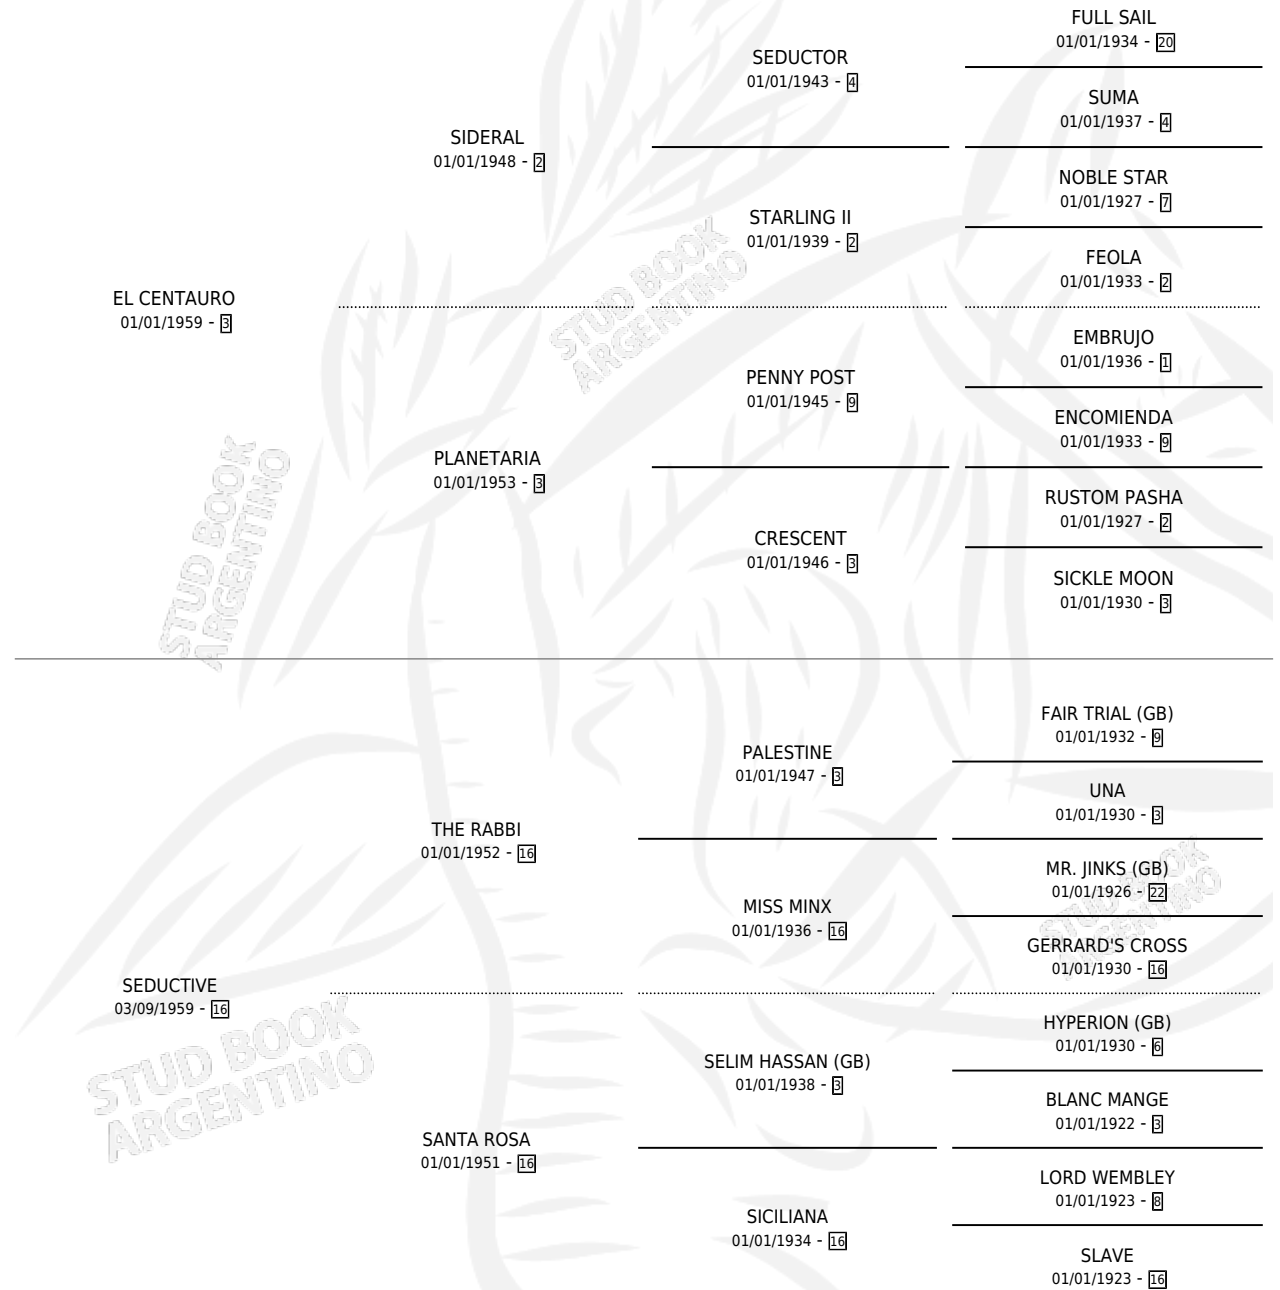 FULL SAIL
01/01/1934 - 20
SEDUCTOR
01/01/1943 - 4
SUMA
01/01/1937 - 4
SIDERAL
01/01/1948 - 2
NOBLE STAR
01/01/1927 - 7
STARLING II
01/01/1939 - 2
FEOLA
01/01/1933 - 2
EL CENTAURO
01/01/1959 - 3
EMBRUJO
01/01/1936 - 1
PENNY POST
01/01/1945 - 9
ENCOMIENDA
01/01/1933 - 9
PLANETARIA
01/01/1953 - 3
RUSTOM PASHA
01/01/1927 - 2
CRESCENT
01/01/1946 - 3
SICKLE MOON
01/01/1930 - 3
STUD BOOK
ARGENTINO
STUD BOOK
ARGENTINO
FAIR TRIAL (GB)
01/01/1932 - 9
PALESTINE
01/01/1947 - 3
UNA
01/01/1930 - 3
THE RABBI
01/01/1952 - 16
MR. JINKS (GB)
01/01/1926 - 22
MISS MINX
01/01/1936 - 16
GERRARD'S CROSS
01/01/1930 - 16
STUD BOOK
ARGENTINO
SEDUCTIVE
03/09/1959 - 16
HYPERION (GB)
01/01/1930 - 6
SELIM HASSAN (GB)
01/01/1938 - 3
BLANC MANGE
01/01/1922 - 3
STUD BOOK
ARGENTINO
SANTA ROSA
01/01/1951 - 16
LORD WEMBLEY
01/01/1923 - 8
SICILIANA
01/01/1934 - 16
SLAVE
01/01/1923 - 16